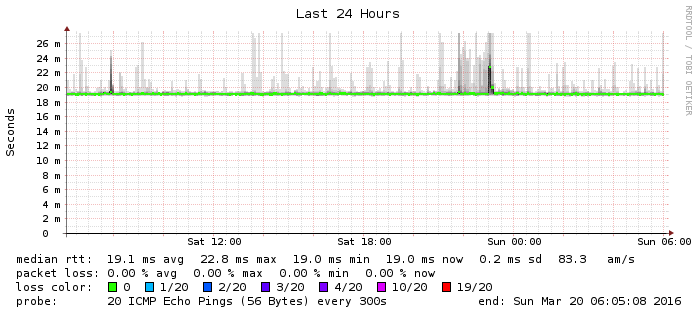 Last 24 Hours
RRDTOOL / TOBI OETIKER
Seconds
26 m
24 m
22 m
20 m
18 m
16 m
14 m
12 m
10 m
8 m
6 m
4 m
2 m
0
Sat 12:00 Sat 18:00 Sun 00:00 Sun 06:00
median rtt: 19.1 ms avg 22.8 ms max 19.0 ms min 19.0 ms now 0.2 ms sd 83.3 am/s
packet loss: 0.00 % avg 0.00 % max 0.00 % min 0.00 % now
loss color: 0 1/20 2/20 3/20 4/20 10/20 19/20
probe: 20 ICMP Echo Pings (56 Bytes) every 300s end: Sun Mar 20 06:05:08 2016